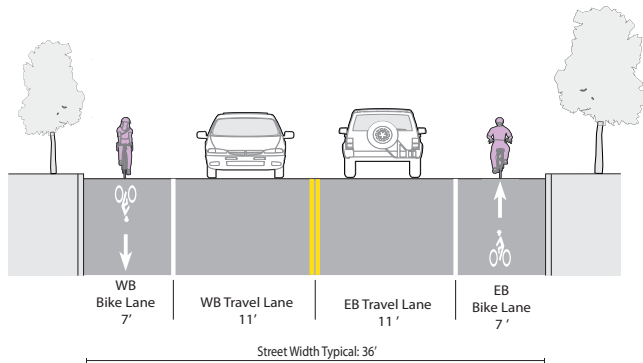 WB
Bike Lane
7’
WB Travel Lane
11’
EB Travel Lane
11 ’
EB
Bike Lane
7 ’
Street Width Typical: 36’